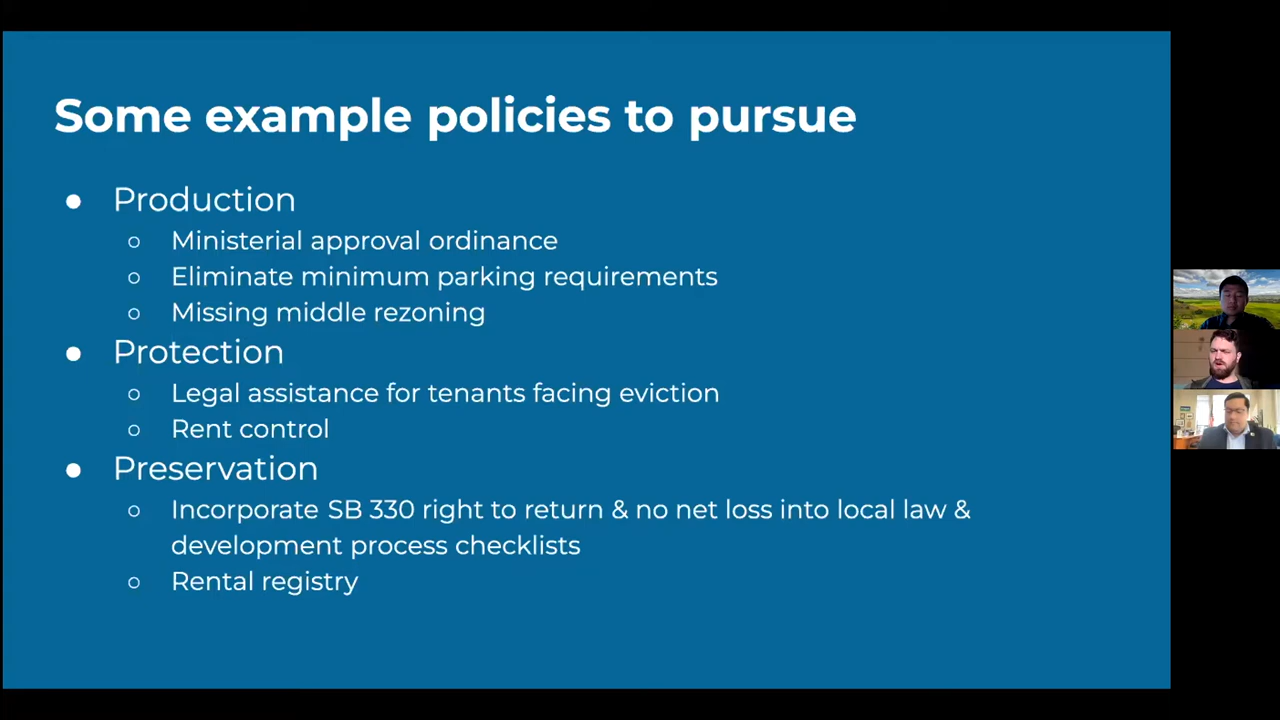 Some example policies to pursue
● Production
○ Ministerial approval ordinance
○ Eliminate minimum parking requirements
○ Missing middle rezoning
● Protection
○ Legal assistance for tenants facing eviction
○ Rent control
● Preservation
○ Incorporate SB 330 right to return & no net loss into local law &
development process checklists
○ Rental registry